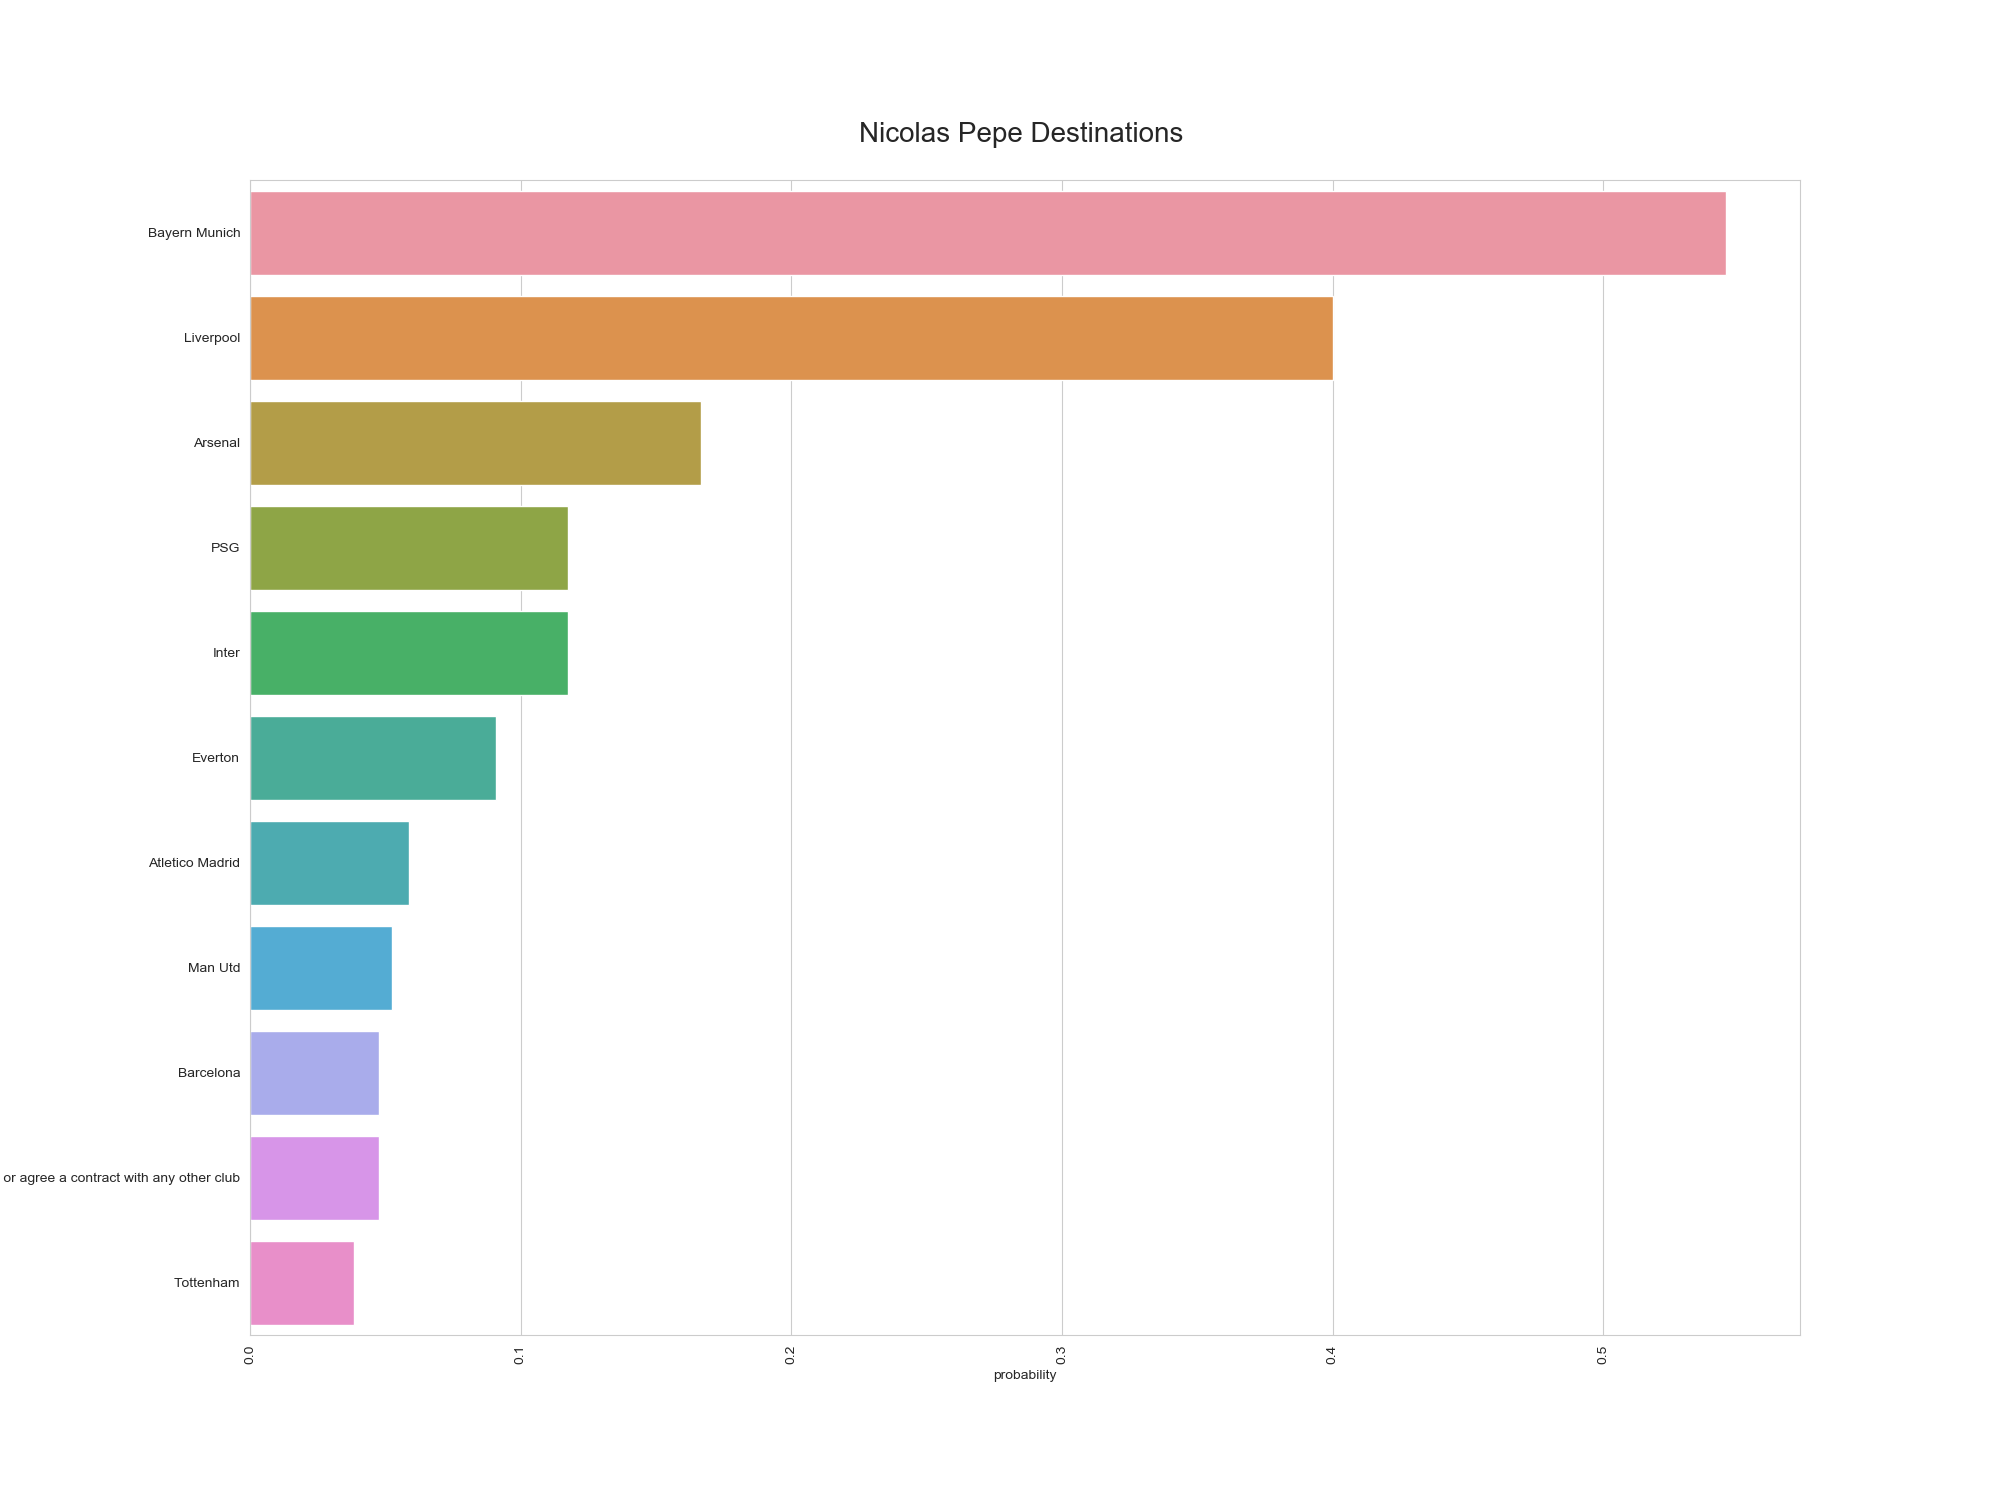 Nicolas Pepe Destinations
Bayern Munich
Liverpool
Arsenal
PSG
Inter
Everton
Atletico Madrid
Man Utd
Barcelona
or agree a contract with any other club
Tottenham
0.0 0.1 0.2 0.3 0.4 0.5
probability